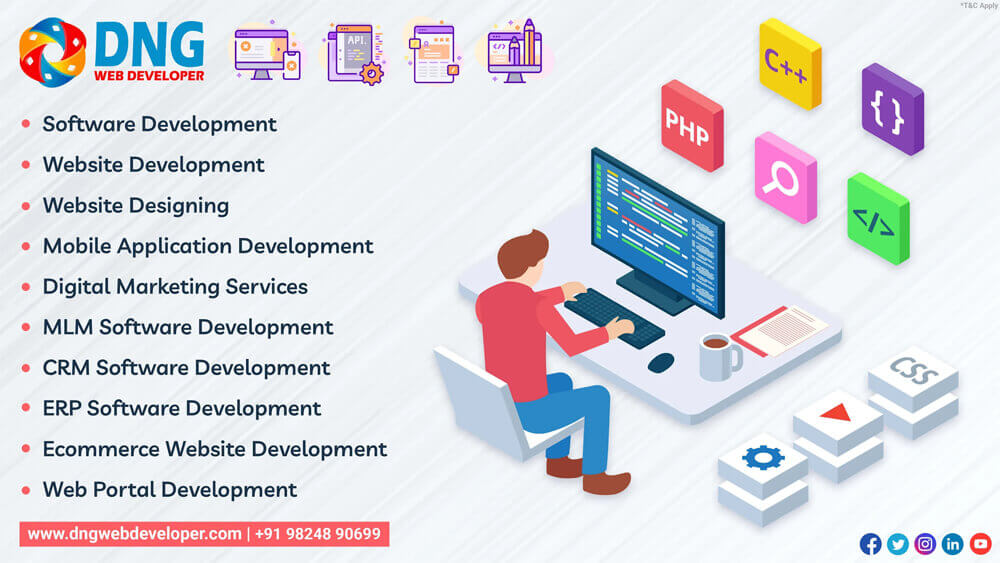 *T&C Apply
DNG
WEB DEVELOPER
API
Software Development
Website Development
Website Designing
Mobile Application Development
Digital Marketing Services
MLM Software Development
CRM Software Development
ERP Software Development
Ecommerce Website Development
Web Portal Development
www.dngwebdeveloper.com | +91 98248 90699
C++
{ }
PHP
</>
CSS